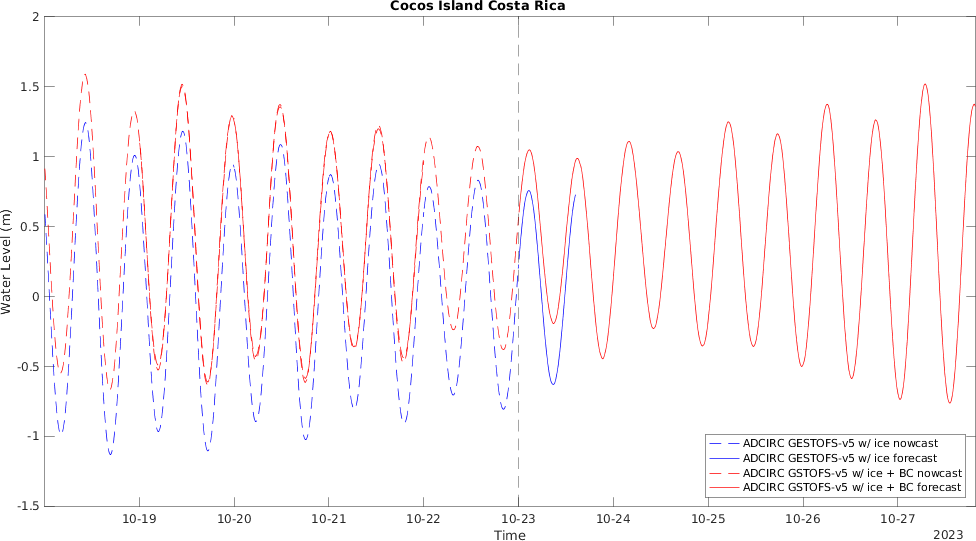 Cocos Island Costa Rica
2
1.5
1
0.5
0
-0.5
-1
-1.5
Water Level (m)
ADCIRC GESTOFS-v5 w/ ice nowcast
ADCIRC GESTOFS-v5 w/ ice forecast
ADCIRC GSTOFS-v5 w/ ice + BC nowcast
ADCIRC GSTOFS-v5 w/ ice + BC forecast
10-19 10-20 10-21 10-22 10-23 10-24 10-25 10-26 10-27
Time
2023